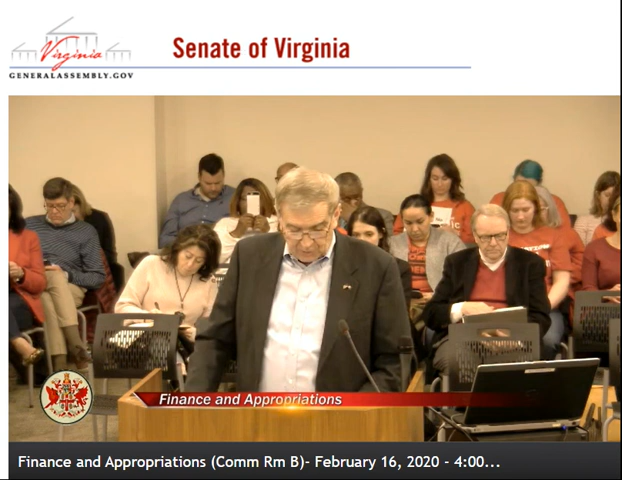 Virginia
GENERALASSEMBLY.GOV
Senate of Virginia
Finance and Appropriations
Finance and Appropriations (Comm Rm B)- February 16, 2020 - 4:00...